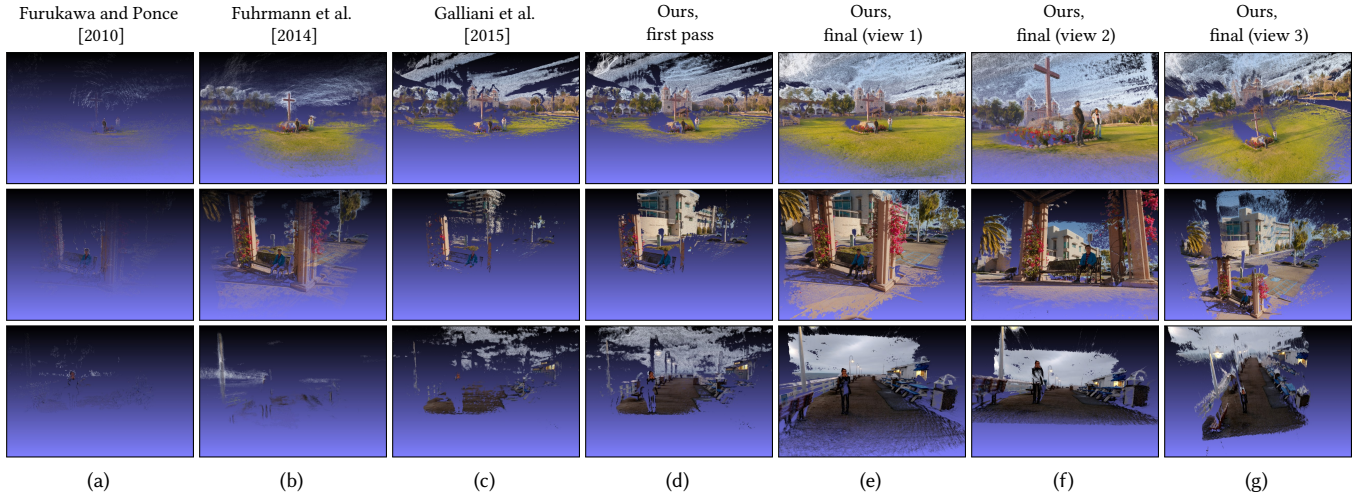 Furukawa and Ponce
[2010]
Fuhrmann et al.
[2014]
Galliani et al.
[2015]
Ours,
first pass
Ours,
final (view 1)
Ours,
final (view 2)
Ours,
final (view 3)
(a)
(b)
(c)
(d)
(e)
(f)
(g)